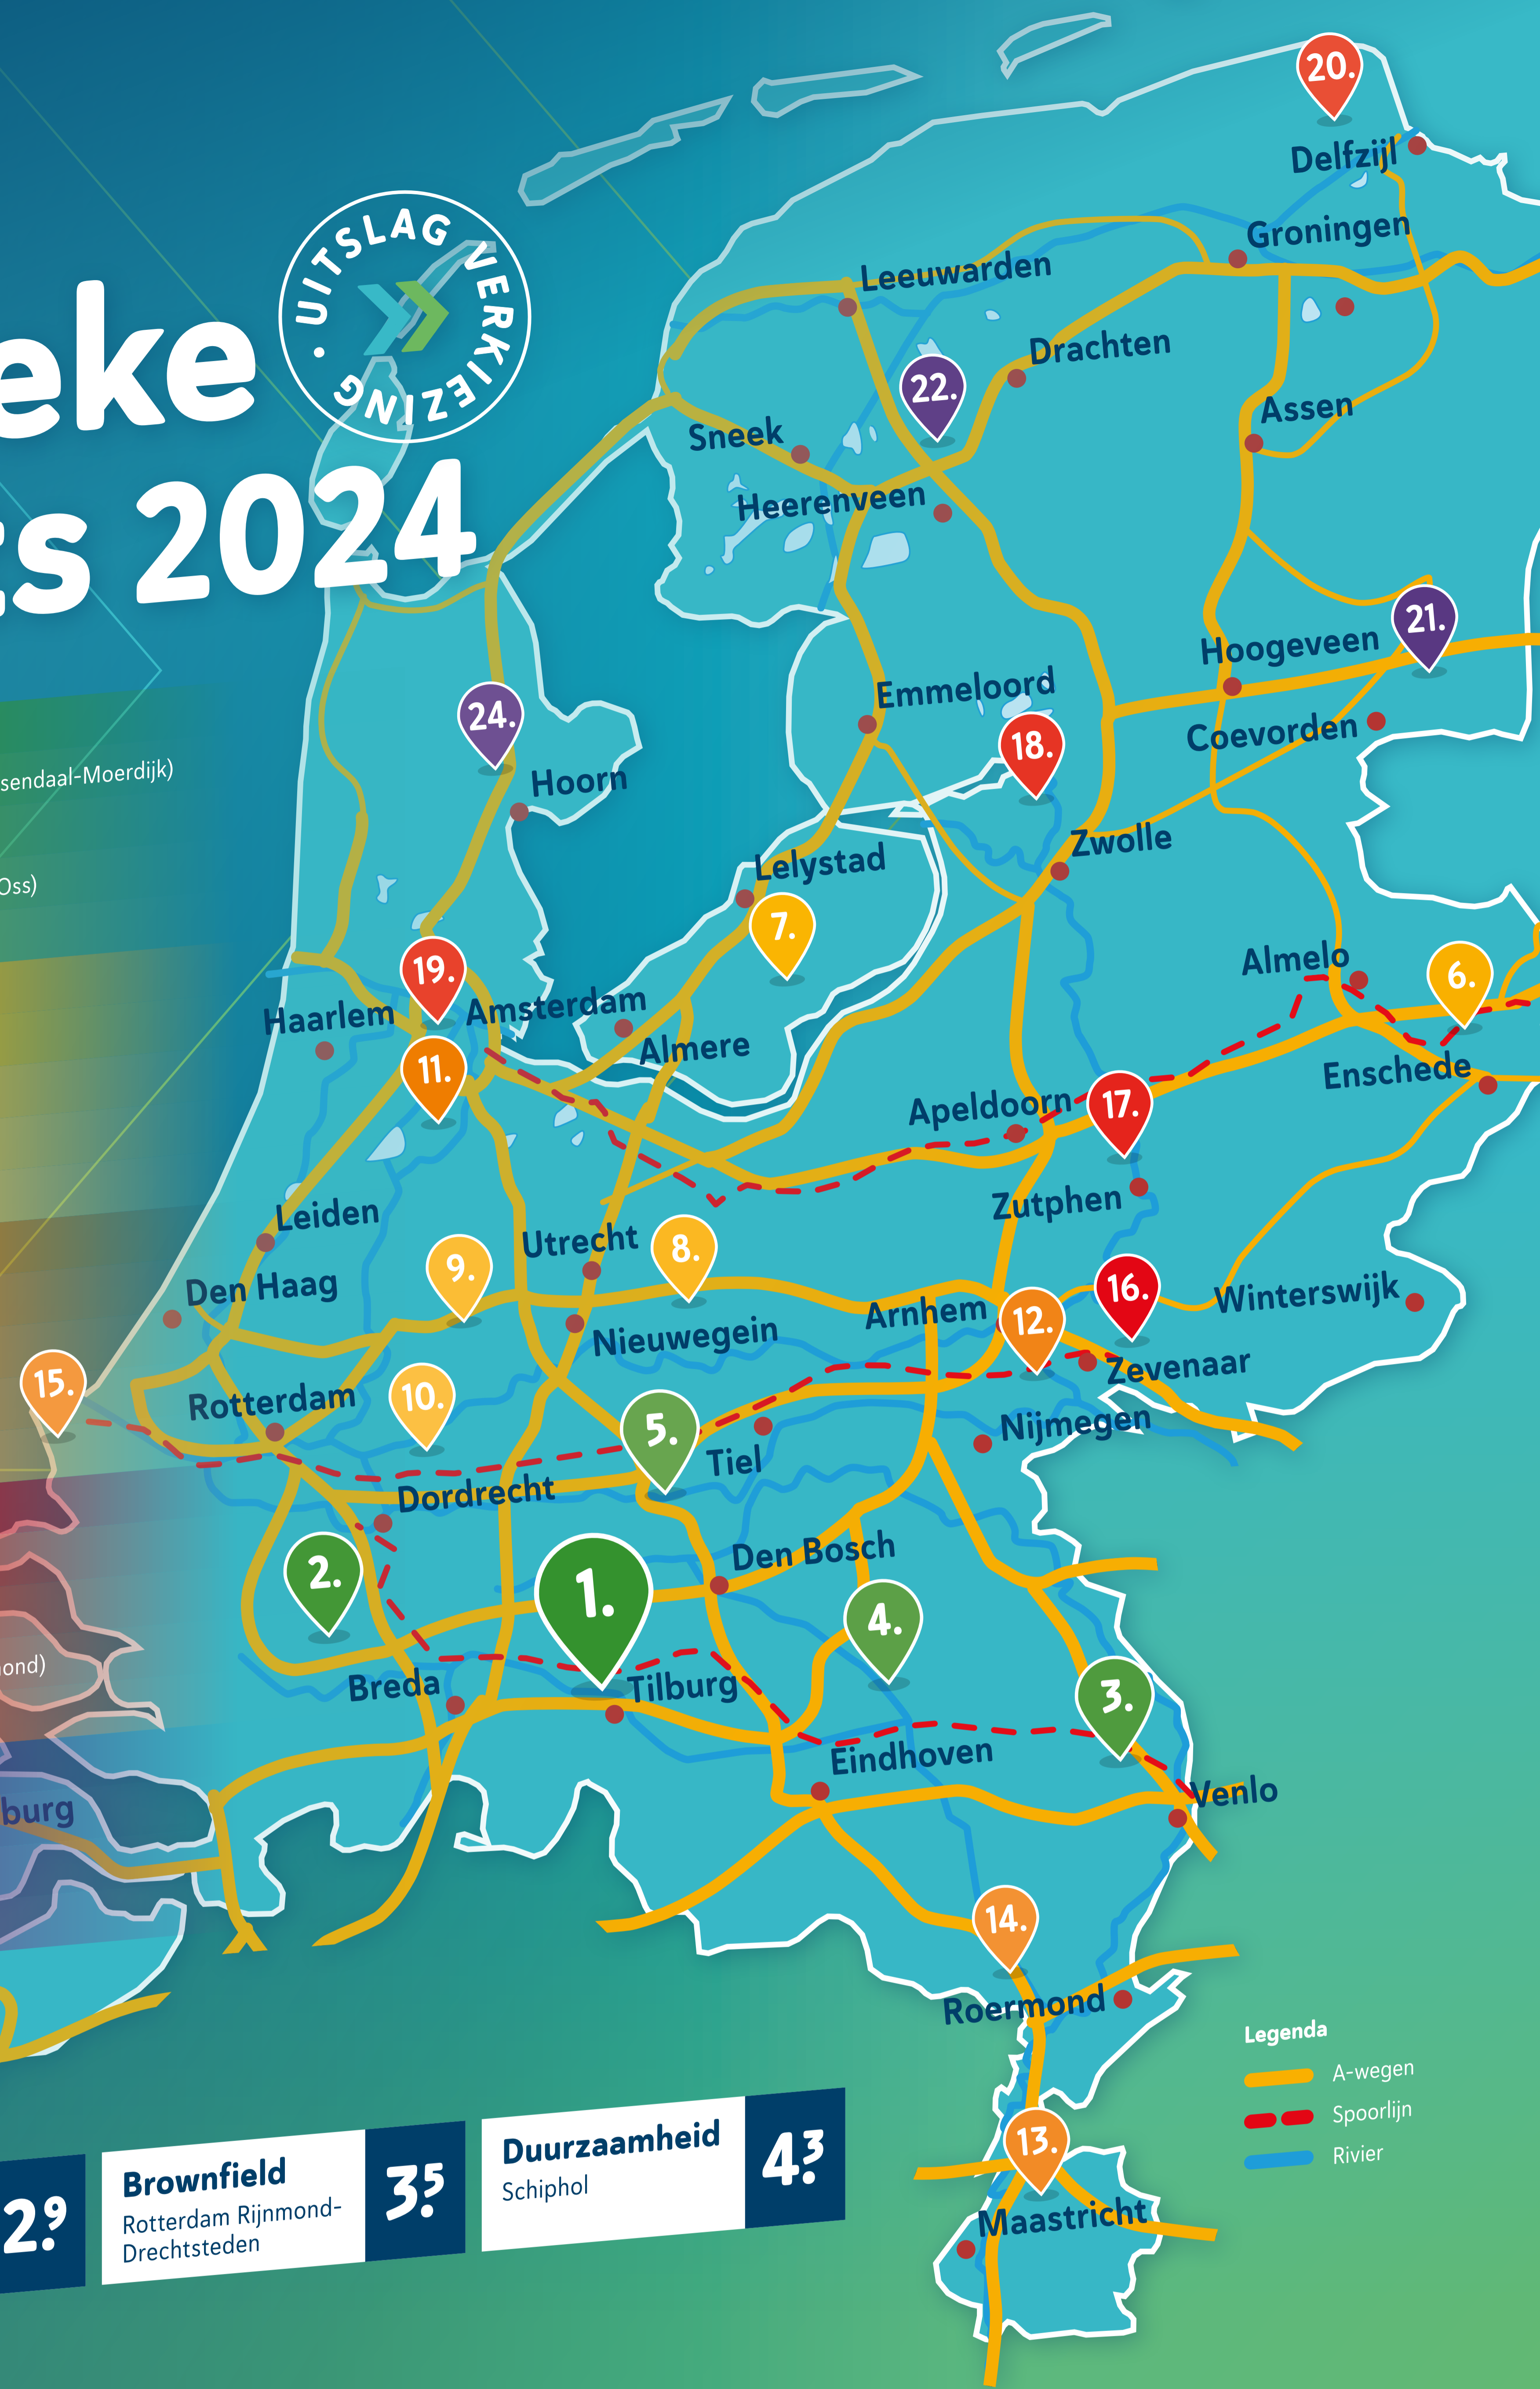 eke
ts 2024
UITSLAG VERKIEZING
sendaal-Moerdijk)
Oss)
ond)
burg
20.
Delfzijl
Groningen
Leeuwarden
Drachten
22.
Assen
Sneek
Heerenveen
21.
Hoogeveen
Emmeloord
Coevorden
24.
18.
Hoorn
Zwolle
Lelystad
7.
Almelo
6.
19.
Haarlem
Amsterdam
Almere
11.
Enschede
Apeldoorn
17.
Zutphen
Leiden
Utrecht
8.
9.
Den Haag
16.
Winterswijk
Arnhem
12.
Nieuwegein
Zevenaar
15.
Rotterdam
10.
5.
Nijmegen
Tiel
Dordrecht
2.
Den Bosch
1.
4.
Breda
Tilburg
3.
Eindhoven
Venlo
14.
Roermond
13.
Maastricht
Legenda
A-wegen
Spoorlijn
Rivier
2.9
Brownfield
Rotterdam Rijnmond-
Drechtsteden
3.5
Duurzaamheid
Schiphol
4.3